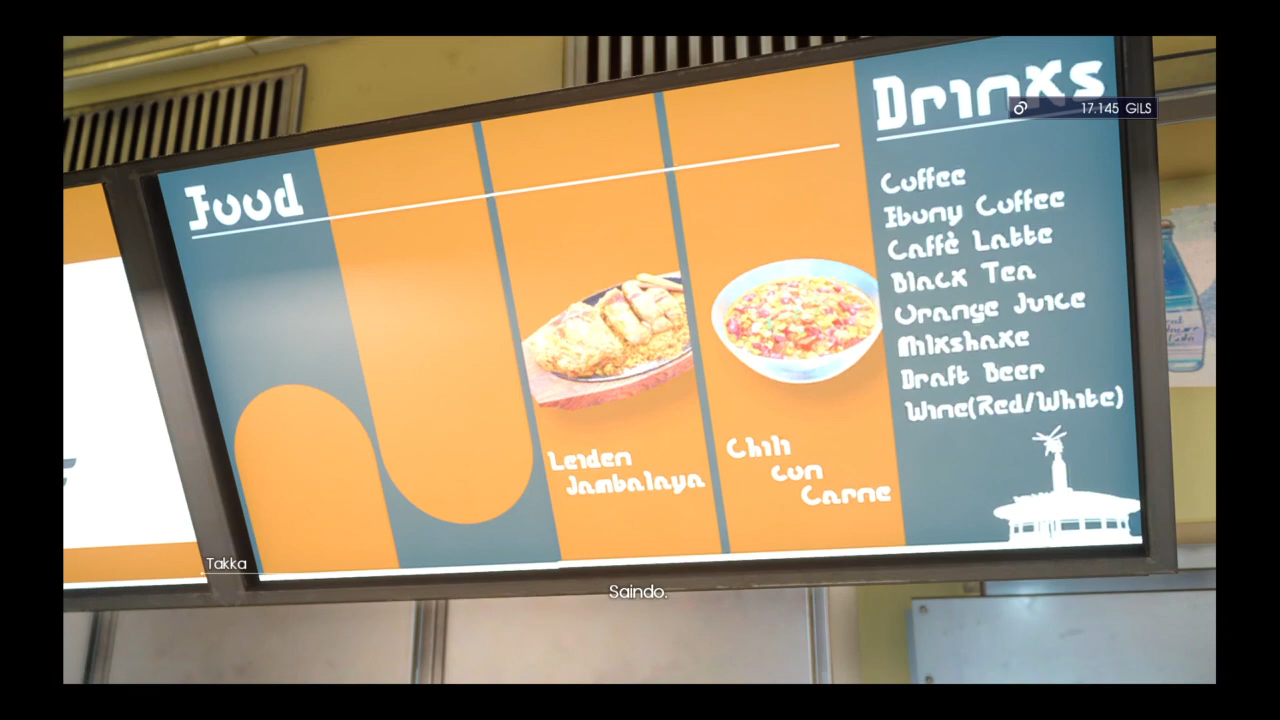 Food
Leiden
Jambalaya
Chili
con
Carne
Drinks
17.145 GILS
Coffee
Ebony Coffee
Caffè Latte
Black Tea
Orange Juice
Milkshake
Draft Beer
Wine(Red/White)
Takka
Saindo.